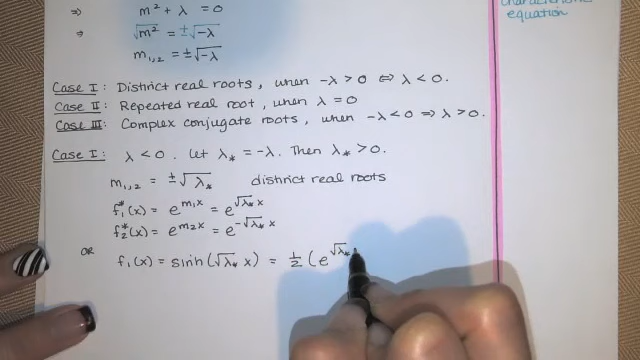 ⇒ m² + λ = 0
characteristic
equation
⇒ √m² = ±√-λ
m₁,₂ = ±√-λ
Case I : Distinct real roots, when -λ > 0 ⇔ λ < 0.
Case II : Repeated real root, when λ = 0
Case III : Complex conjugate roots, when -λ < 0 ⇒ λ > 0.
Case I : λ < 0. Let λ* = -λ. Then λ* > 0.
m₁,₂ = ±√λ* distinct real roots
f₁*(x) = e^{m₁x} = e^{√λ* x}
f₂*(x) = e^{m₂x} = e^{-√λ* x}
OR f₁(x) = sinh(√λ* x) = ½ (e^{√λ*